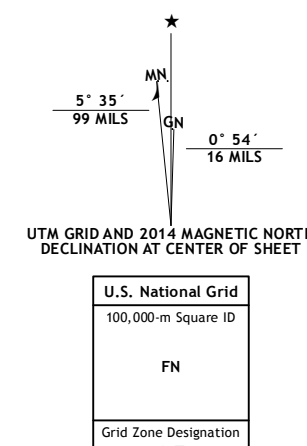 MN
5° 35´
99 MILS
GN
0° 54´
16 MILS
UTM GRID AND 2014 MAGNETIC NORTH
DECLINATION AT CENTER OF SHEET
U.S. National Grid
100,000-m Square ID
FN
Grid Zone Designation